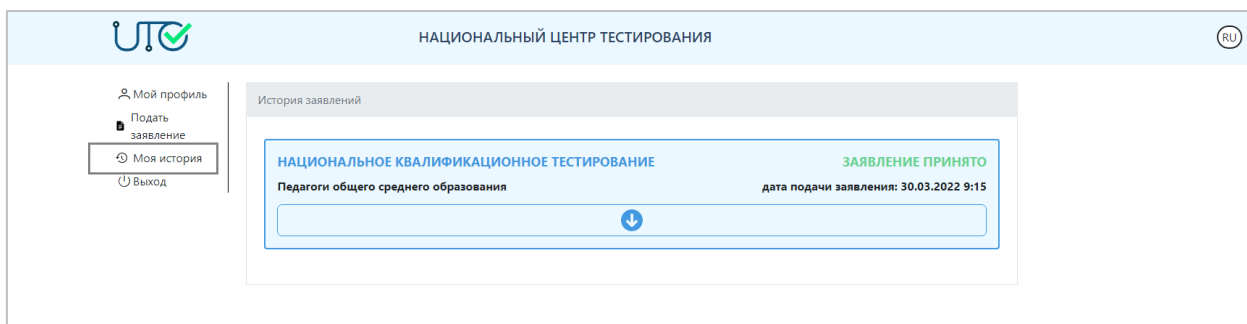 UTO
НАЦИОНАЛЬНЫЙ ЦЕНТР ТЕСТИРОВАНИЯ
RU
Мой профиль
Подать
заявление
Моя история
Выход
История заявлений
НАЦИОНАЛЬНОЕ КВАЛИФИКАЦИОННОЕ ТЕСТИРОВАНИЕ
ЗАЯВЛЕНИЕ ПРИНЯТО
Педагоги общего среднего образования
дата подачи заявления: 30.03.2022 9:15